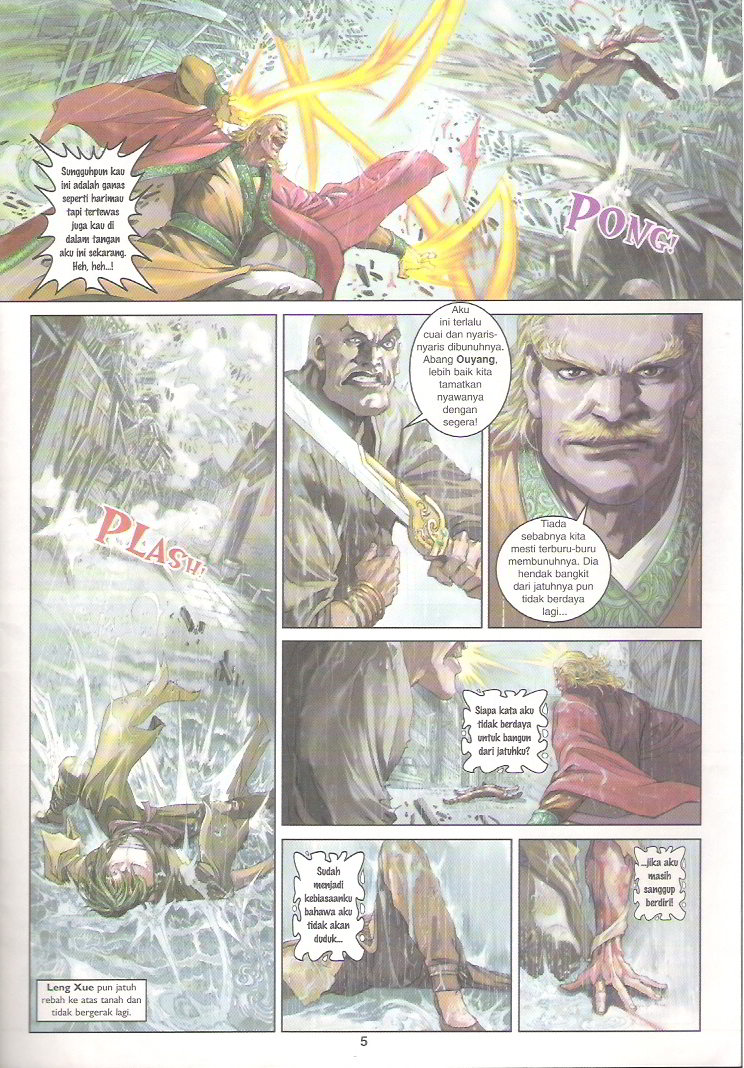 Sungguhpun kau
ini adalah ganas
seperti harimau
tapi tertewas
juga kau di
dalam tangan
aku ini sekarang.
Heh, heh...!
PONG!
PLASH!
Leng Xue pun jatuh
rebah ke atas tanah dan
tidak bergerak lagi.
Aku
ini terlalu
cuai dan nyaris-
nyaris dibunuhnya.
Abang Ouyang,
lebih baik kita
tamatkan
nyawanya
dengan
segera!
Tiada
sebabnya kita
mesti terburu-buru
membunuhnya. Dia
hendak bangkit
dari jatuhnya pun
tidak berdaya
lagi...
Siapa kata aku
tidak berdaya
untuk bangun
dari jatuhku?
Sudah
menjadi
kebiasaanku
bahawa aku
tidak akan
duduk...
...jika aku
masih
sanggup
berdiri!
5